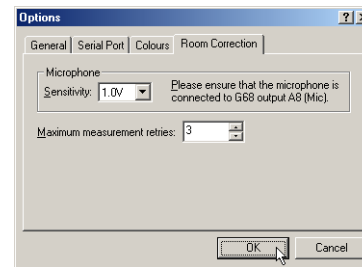 Options
General Serial Port Colours Room Correction
Microphone
Sensitivity: 1.0V
Please ensure that the microphone is
connected to G68 output A8 (Mic).
Maximum measurement retries: 3
OK Cancel